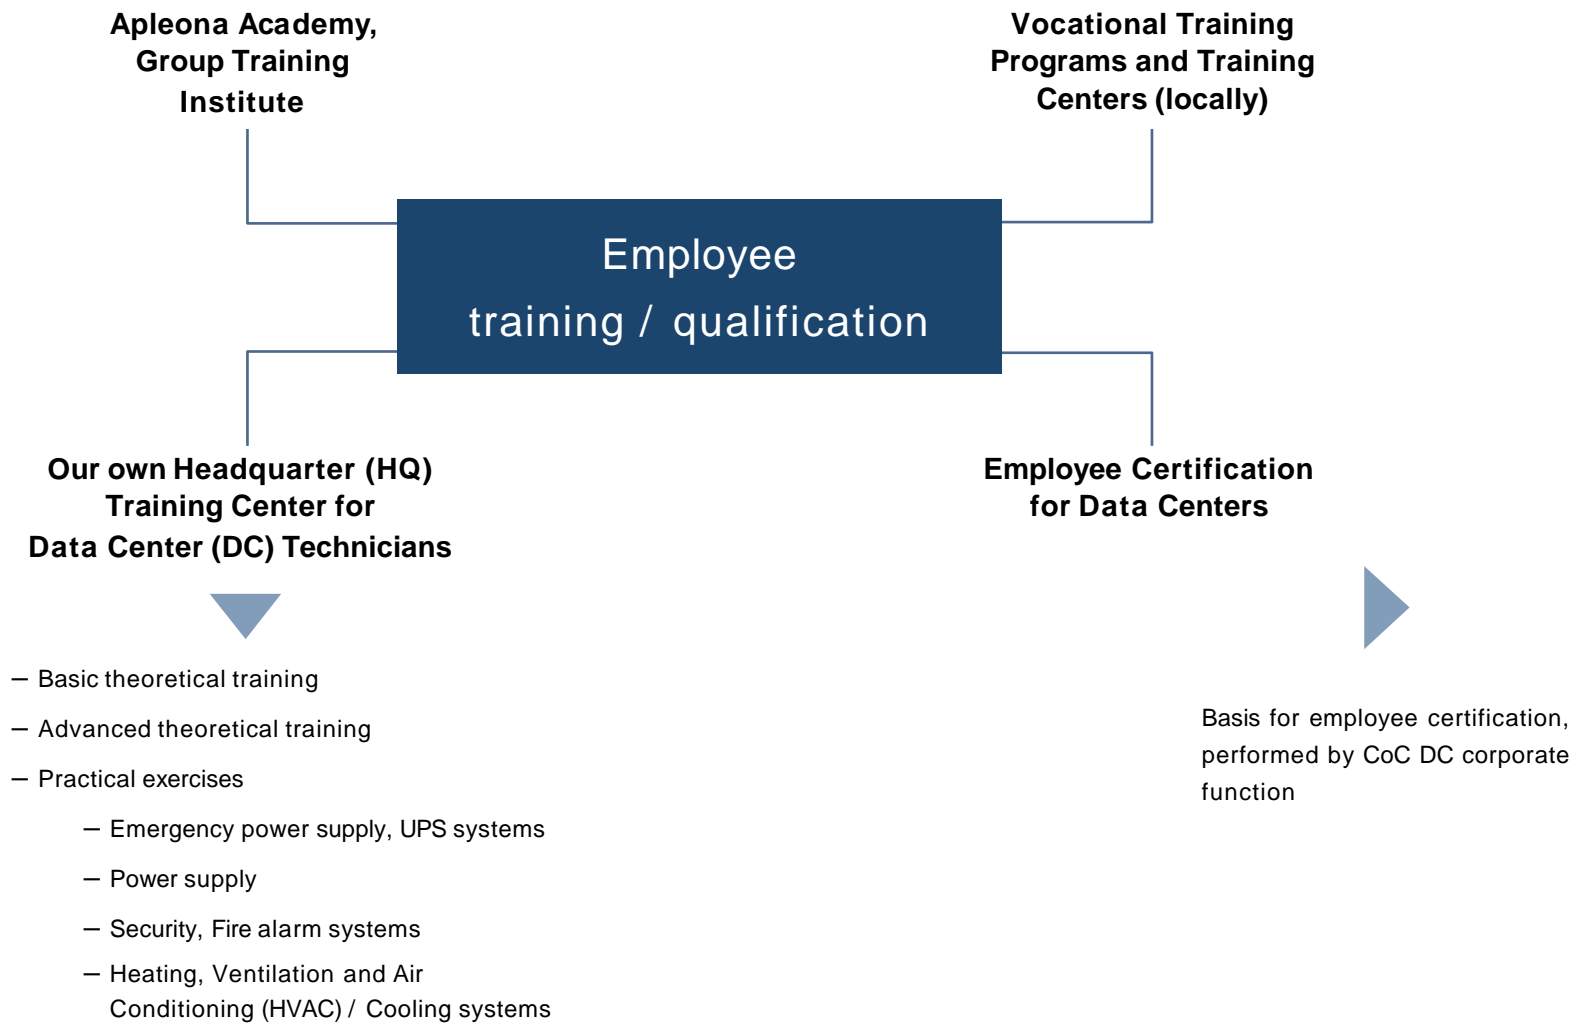 Apleona Academy,
Group Training
Institute
Vocational Training
Programs and Training
Centers (locally)
Employee
training / qualification
Our own Headquarter (HQ)
Training Center for
Data Center (DC) Technicians
Employee Certification
for Data Centers
– Basic theoretical training
– Advanced theoretical training
– Practical exercises
– Emergency power supply, UPS systems
– Power supply
– Security, Fire alarm systems
– Heating, Ventilation and Air
Conditioning (HVAC) / Cooling systems
Basis for employee certification,
performed by CoC DC corporate
function